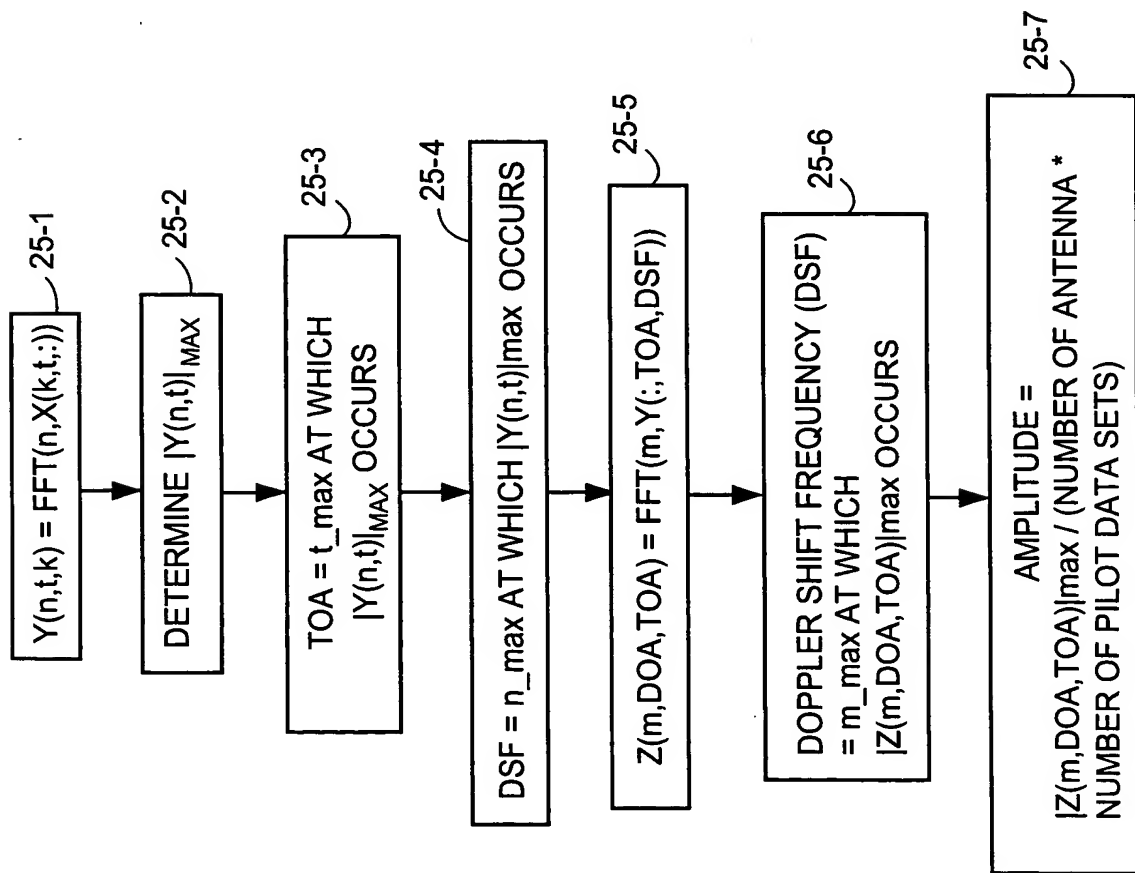 Y(n,t,k) = FFT(n,X(k,t,:))
25-1
DETERMINE |Y(n,t)|MAX
25-2
TOA = t_max AT WHICH
|Y(n,t)|MAX OCCURS
25-3
DSF = n_max AT WHICH |Y(n,t)|max OCCURS
25-4
Z(m,DOA,TOA) = FFT(m,Y(:,TOA,DSF))
25-5
DOPPLER SHIFT FREQUENCY (DSF)
= m_max AT WHICH
|Z(m,DOA,TOA)|max OCCURS
25-6
AMPLITUDE =
|Z(m,DOA,TOA)|max / (NUMBER OF ANTENNA *
NUMBER OF PILOT DATA SETS)
25-7